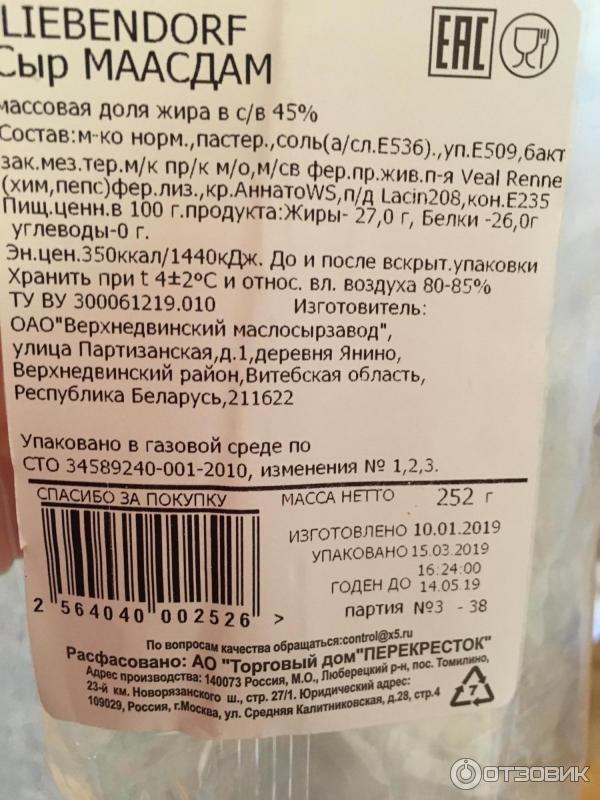 LIEBENDORF
Сыр МААСДАМ
EAC
массовая доля жира в с/в 45%
Состав:м-ко норм.,пастер.,соль(а/сл.Е536).,уп.Е509,бакт
зак.мез.тер.м/к пр/к м/о,м/св фер.пр.жив.п-я Veal Renne
(хим,пепс)фер.лиз.,кр.АннатоWS,п/д Lacin208,кон.Е235
Пищ.ценн.в 100 г.продукта:Жиры- 27,0 г, Белки -26,0г
углеводы-0 г.
Эн.цен.350ккал/1440кДж. До и после вскрыт.упаковки
Хранить при t 4±2°С и относ. вл. воздуха 80-85%
ТУ ВУ 300061219.010 Изготовитель:
ОАО"Верхнедвинский маслосырзавод",
улица Партизанская,д.1,деревня Янино,
Верхнедвинский район,Витебская область,
Республика Беларусь,211622
Упаковано в газовой среде по
СТО 34589240-001-2010, изменения № 1,2,3.
СПАСИБО ЗА ПОКУПКУ
МАССА НЕТТО 252 г
ИЗГОТОВЛЕНО 10.01.2019
УПАКОВАНО 15.03.2019
16:24:00
ГОДЕН ДО 14.05.19
партия №3 - 38
2 564040 002526 >
По вопросам качества обращаться:control@x5.ru
Расфасовано: АО "Торговый дом"ПЕРЕКРЕСТОК"
Адрес производства: 140073 Россия, М.О., Люберецкий р-н, пос. Томилино,
23-й км. Новорязанского ш., стр. 27/1. Юридический адрес:
109029, Россия, г.Москва, ул. Средняя Калитниковская, д.28, стр.4
7
ОТЗОВИК